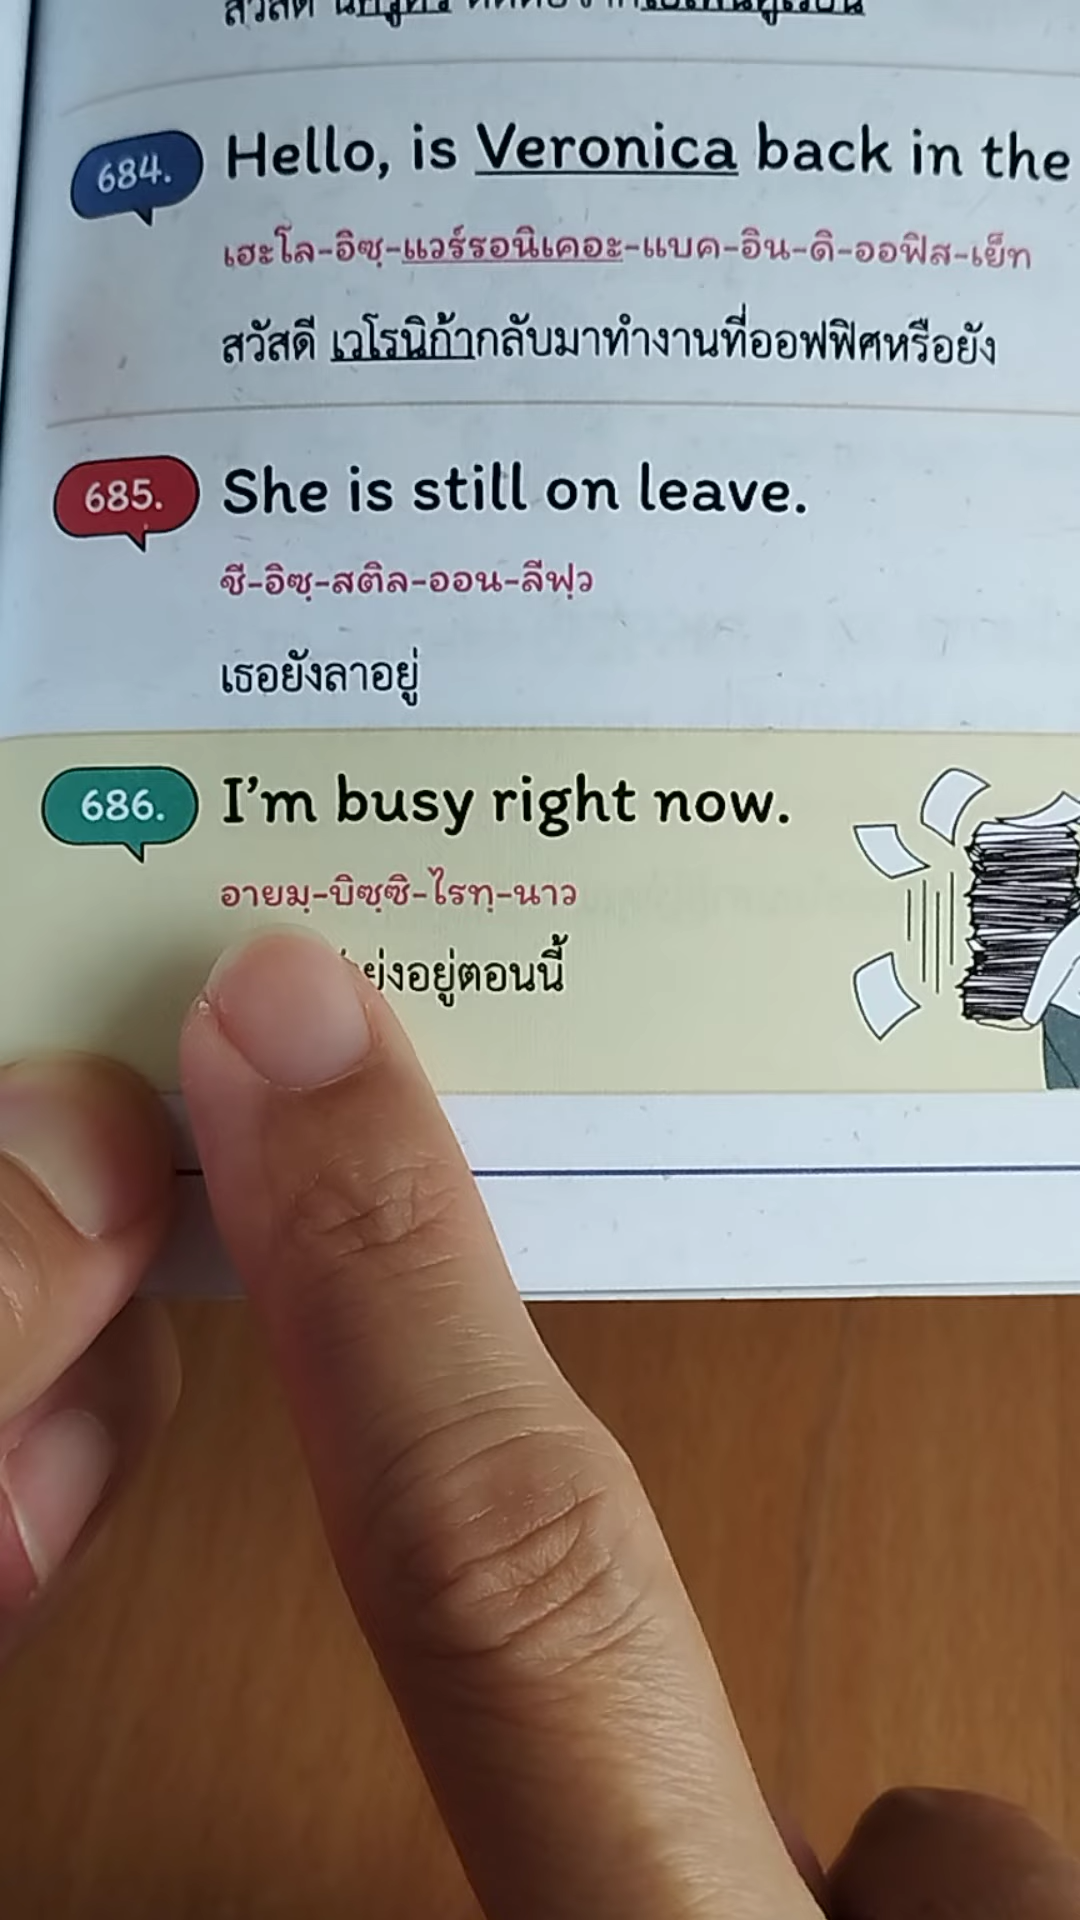 สวัสดี
684. Hello, is Veronica back in the
เฮะโล-อิซฺ-แวร์รอนิเคอะ-แบค-อิน-ดิ-ออฟิส-เย็ท
สวัสดี เวโรนิก้ากลับมาทำงานที่ออฟฟิศหรือยัง
685. She is still on leave.
ชี-อิซฺ-สติล-ออน-ลีฟฺว
เธอยังลาอยู่
686. I'm busy right now.
อายมฺ-บิซฺซิ-ไรทฺ-นาว
ยุ่งอยู่ตอนนี้